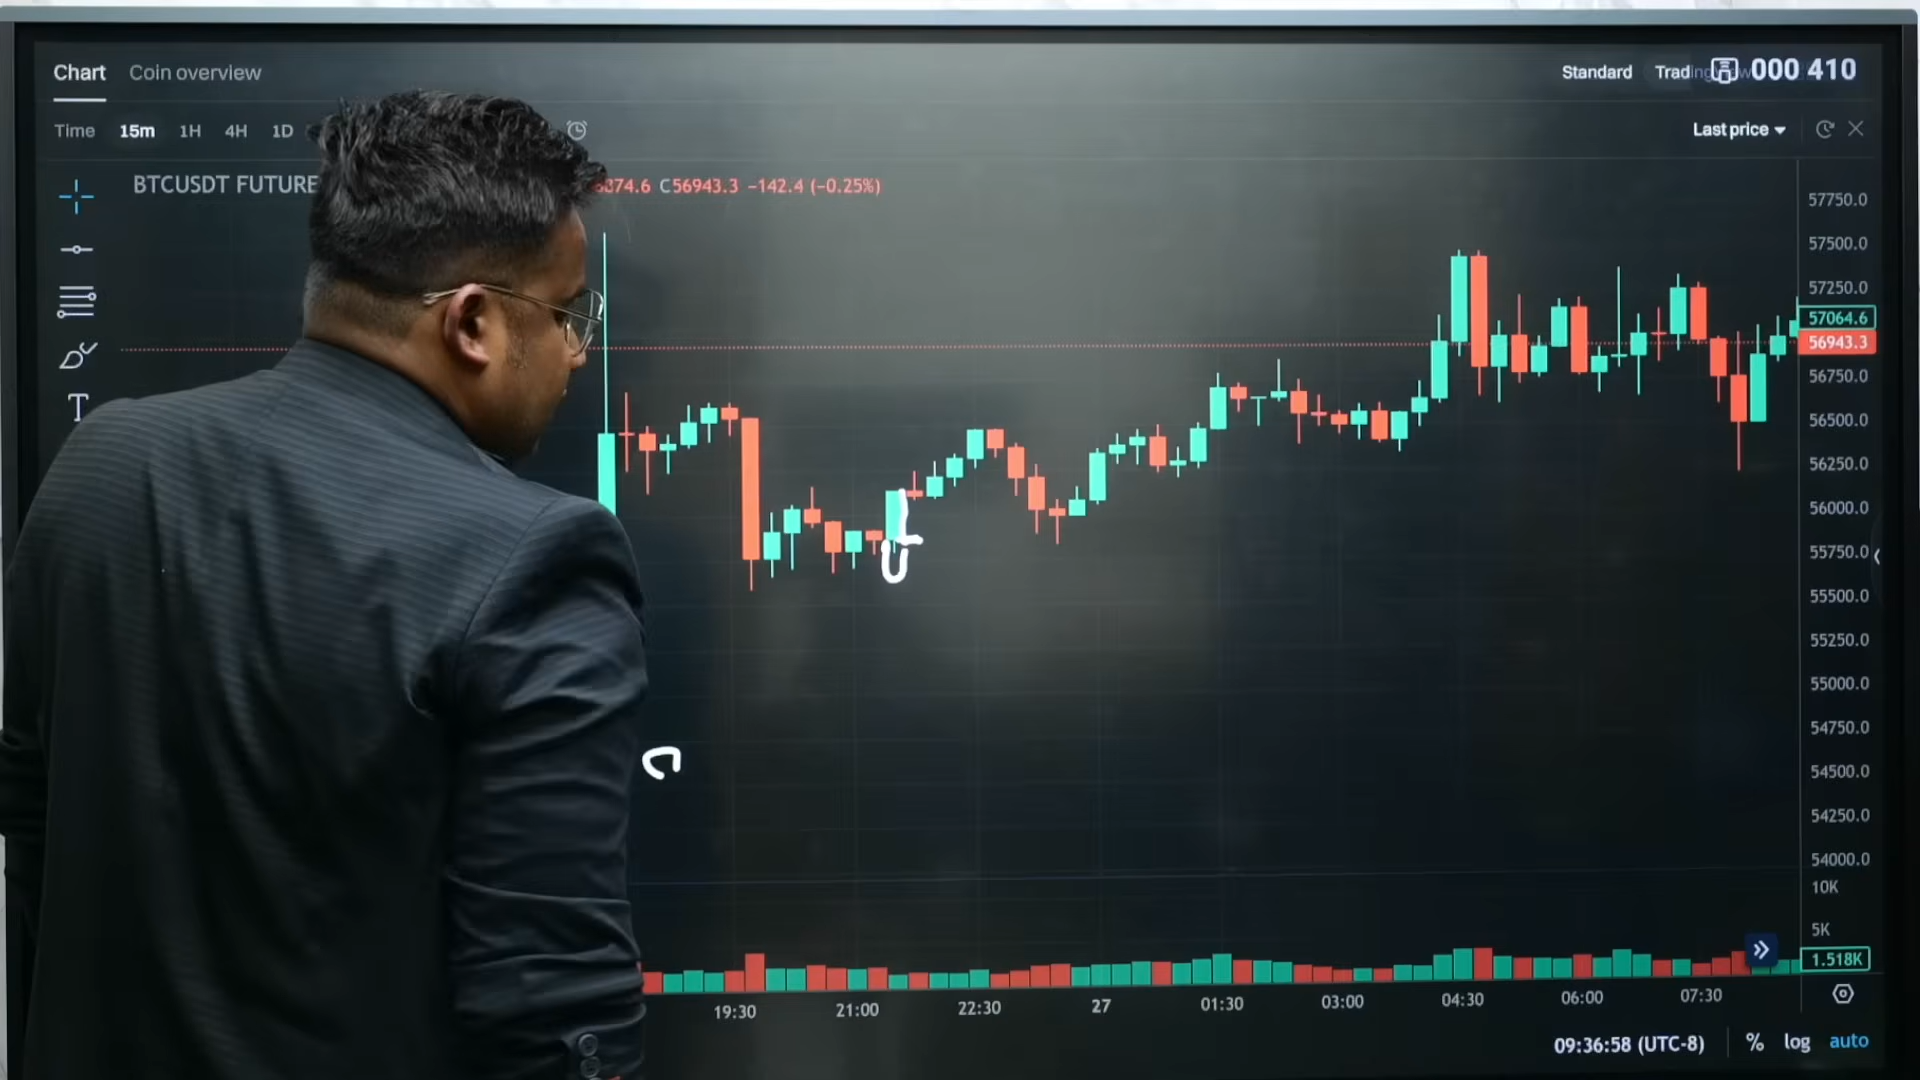 Chart Coin overview Standard Trading 000 410
Time 15m 1H 4H 1D Last price
BTCUSDT FUTURE 74.6 C56943.3 −142.4 (−0.25%)
57750.0
57500.0
57250.0
57064.6
56943.3
56750.0
T
56500.0
56250.0
56000.0
55750.0
55500.0
55250.0
55000.0
54750.0
54500.0
54250.0
54000.0
10K
5K
1.518K
19:30 21:00 22:30 27 01:30 03:00 04:30 06:00 07:30
09:36:58 (UTC-8) % log auto